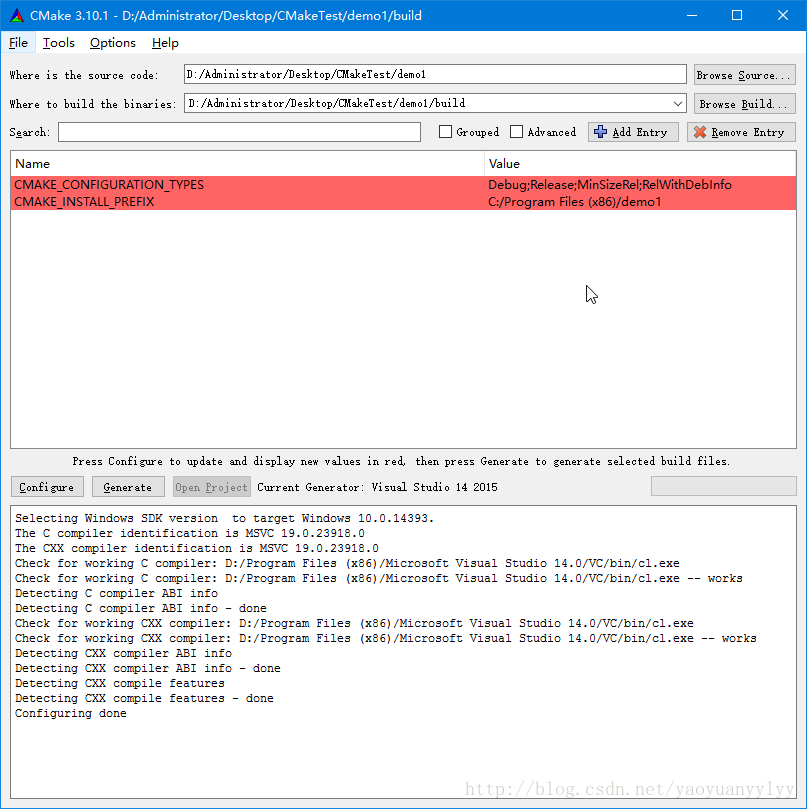 CMake 3.10.1 - D:/Administrator/Desktop/CMakeTest/demo1/build
File Tools Options Help
Where is the source code: D:/Administrator/Desktop/CMakeTest/demo1 Browse Source...
Where to build the binaries: D:/Administrator/Desktop/CMakeTest/demo1/build Browse Build...
Search: Grouped Advanced Add Entry Remove Entry
Name Value
CMAKE_CONFIGURATION_TYPES Debug;Release;MinSizeRel;RelWithDebInfo
CMAKE_INSTALL_PREFIX C:/Program Files (x86)/demo1
Press Configure to update and display new values in red, then press Generate to generate selected build files.
Configure Generate Open Project Current Generator: Visual Studio 14 2015
Selecting Windows SDK version  to target Windows 10.0.14393.
The C compiler identification is MSVC 19.0.23918.0
The CXX compiler identification is MSVC 19.0.23918.0
Check for working C compiler: D:/Program Files (x86)/Microsoft Visual Studio 14.0/VC/bin/cl.exe
Check for working C compiler: D:/Program Files (x86)/Microsoft Visual Studio 14.0/VC/bin/cl.exe -- works
Detecting C compiler ABI info
Detecting C compiler ABI info - done
Check for working CXX compiler: D:/Program Files (x86)/Microsoft Visual Studio 14.0/VC/bin/cl.exe
Check for working CXX compiler: D:/Program Files (x86)/Microsoft Visual Studio 14.0/VC/bin/cl.exe -- works
Detecting CXX compiler ABI info
Detecting CXX compiler ABI info - done
Detecting CXX compile features
Detecting CXX compile features - done
Configuring done
http://blog.csdn.net/yaoyuanyylyy